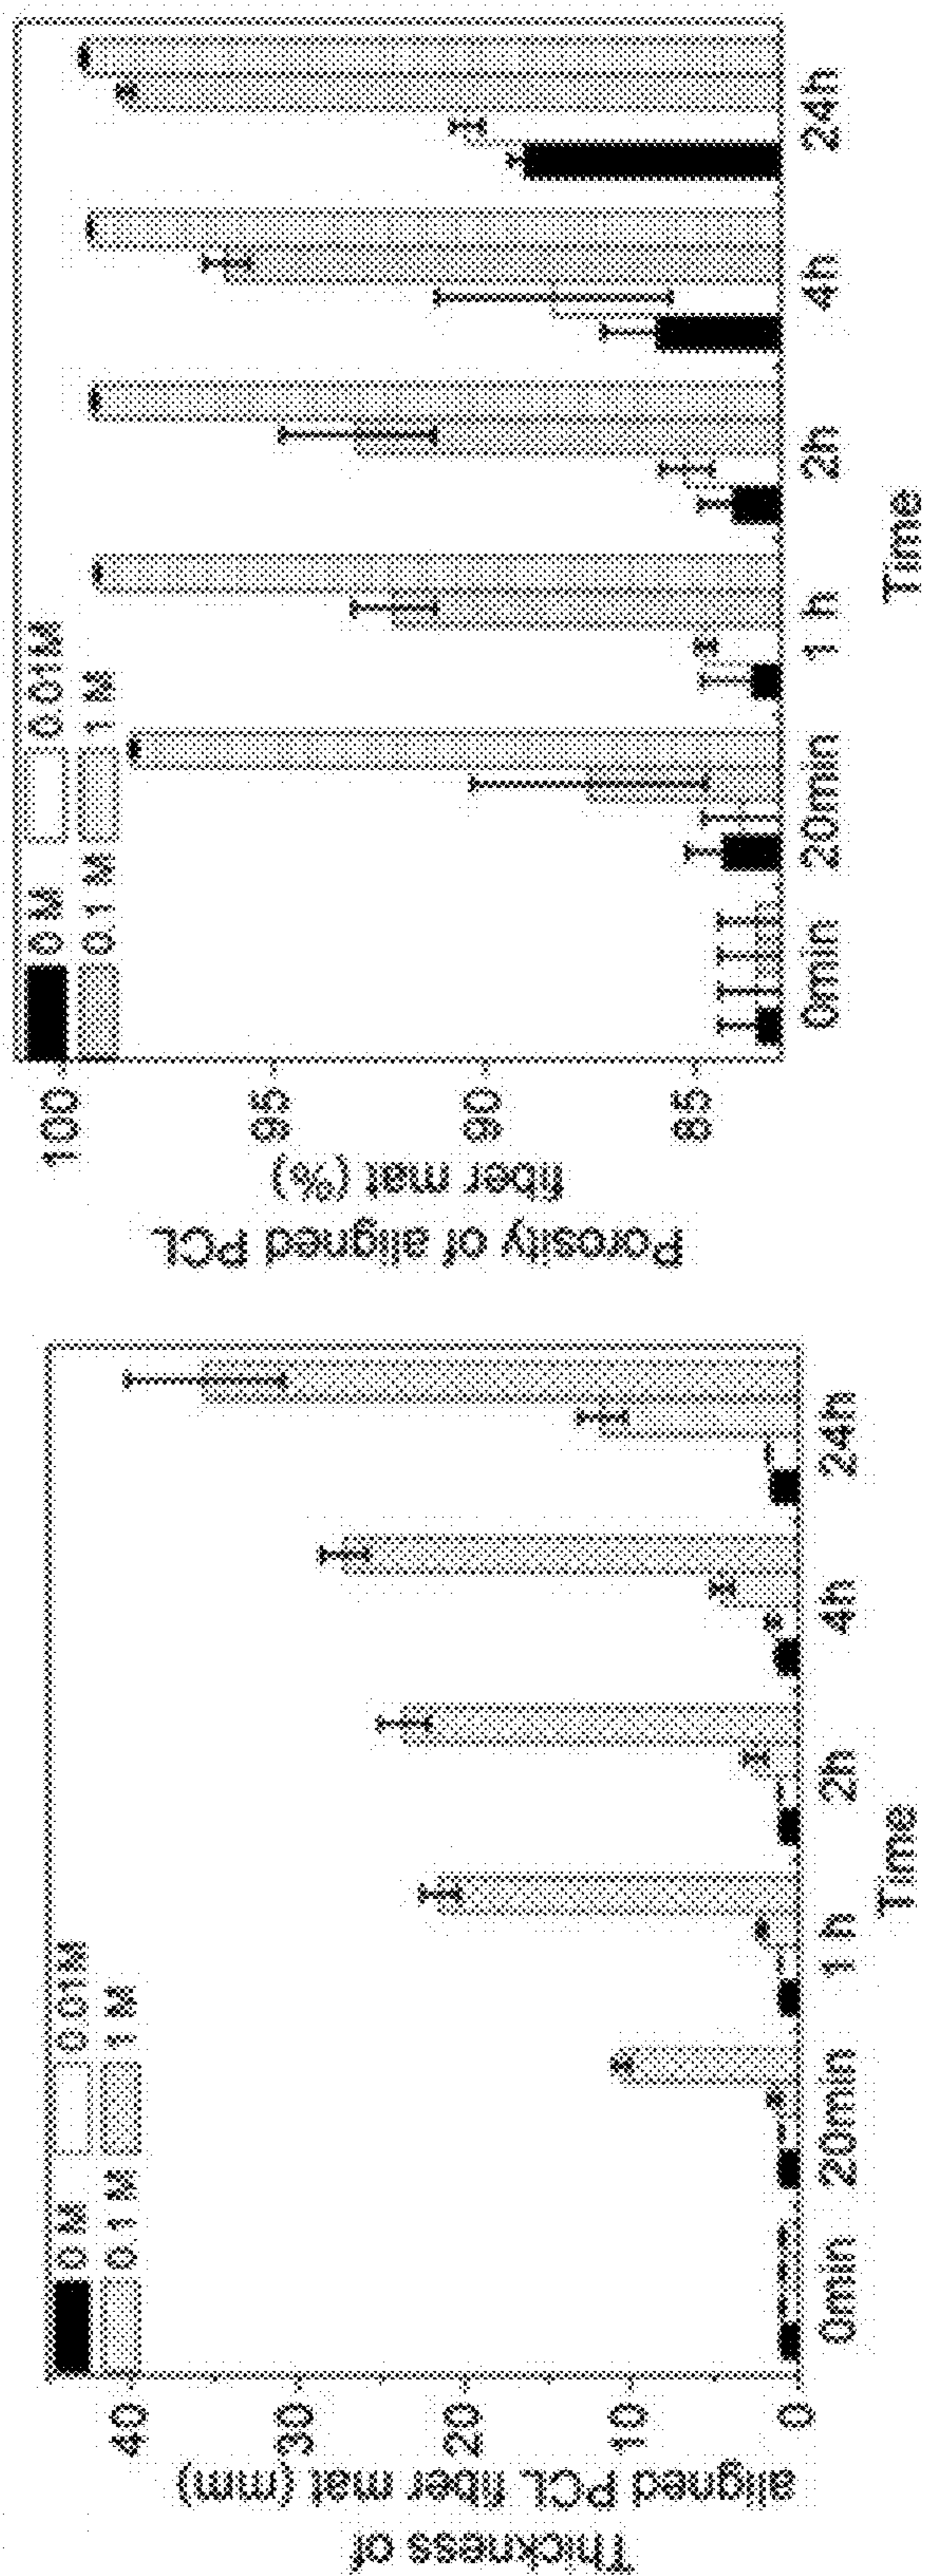 Thickness of
aligned PCL fiber mat (mm)
40
30
20
10
0
0 M
0.01M
0.1 M
1 M
0min
20min
1 h
2h
4h
24h
Time
Porosity of aligned PCL
fiber mat (%)
100
95
90
85
0 M
0.01M
0.1 M
1 M
0min
20min
1 h
2h
4h
24h
Time